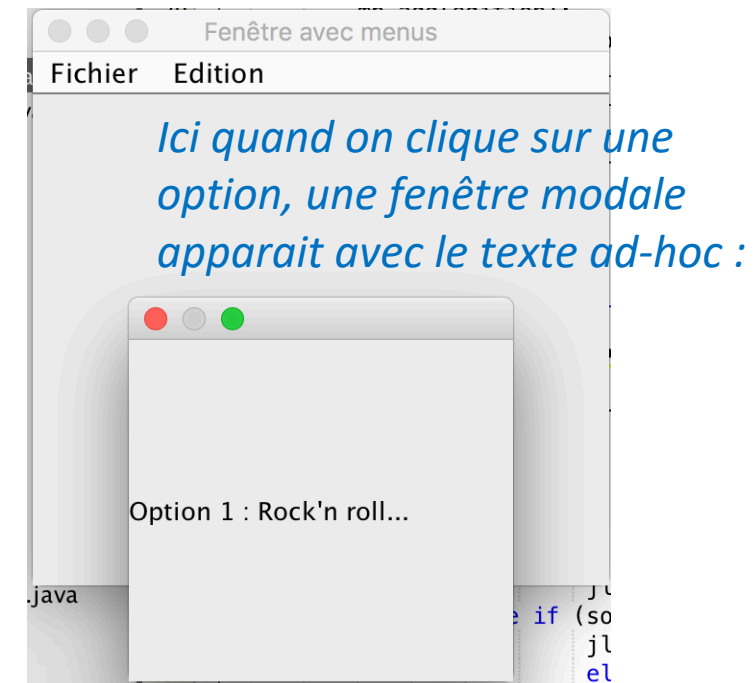 Fenêtre avec menus
Fichier Edition
Ici quand on clique sur une
option, une fenêtre modale
apparait avec le texte ad-hoc :
Option 1 : Rock'n roll...
.java
if (so
jl
el